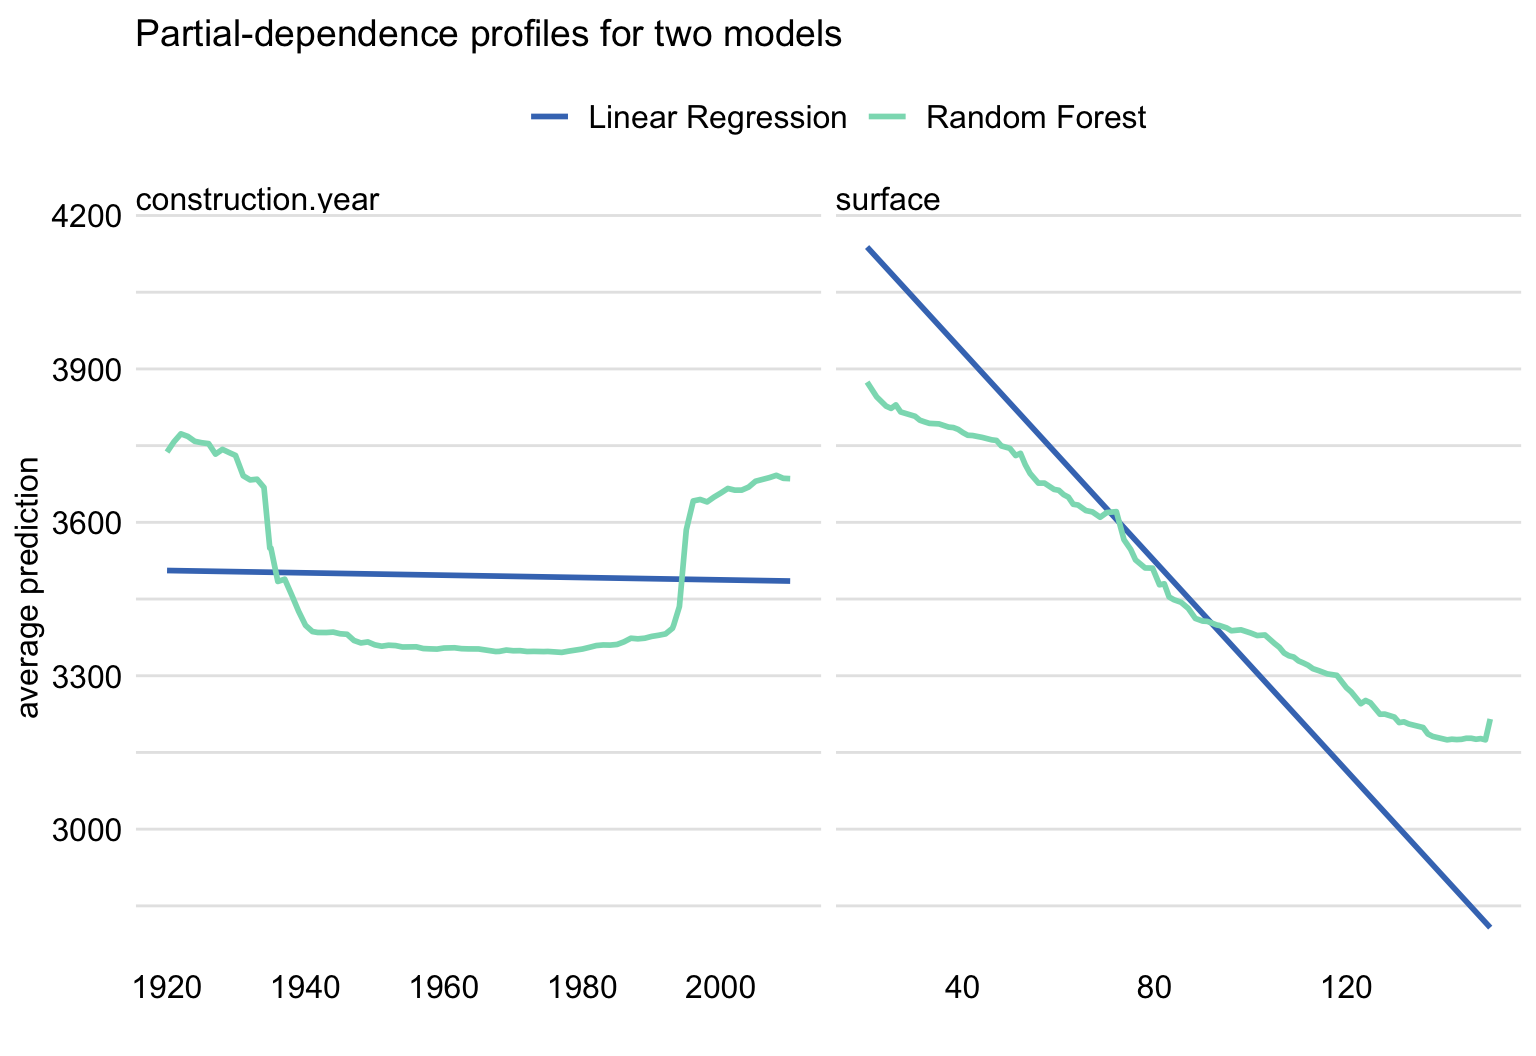 Partial-dependence profiles for two models
Linear Regression Random Forest
construction.year surface
4200
3900
3600
3300
3000
average prediction
1920 1940 1960 1980 2000 40 80 120